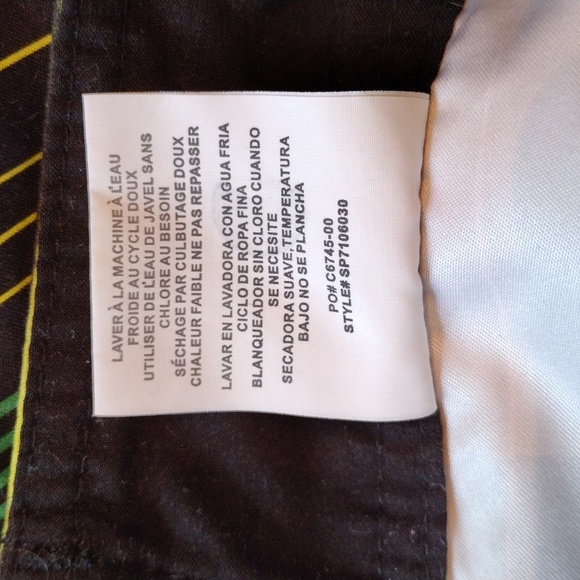 LAVER À LA MACHINE À L'EAU
FROIDE AU CYCLE DOUX
UTILISER DE L'EAU DE JAVEL SANS
CHLORE AU BESOIN
SÉCHAGE PAR CULBUTAGE DOUX
CHALEUR FAIBLE NE PAS REPASSER
LAVAR EN LAVADORA CON AGUA FRIA
CICLO DE ROPA FINA
BLANQUEADOR SIN CLORO CUANDO
SE NECESITE
SECADORA SUAVE, TEMPERATURA
BAJO NO SE PLANCHA
PO# C6745-00
STYLE# SP7106030